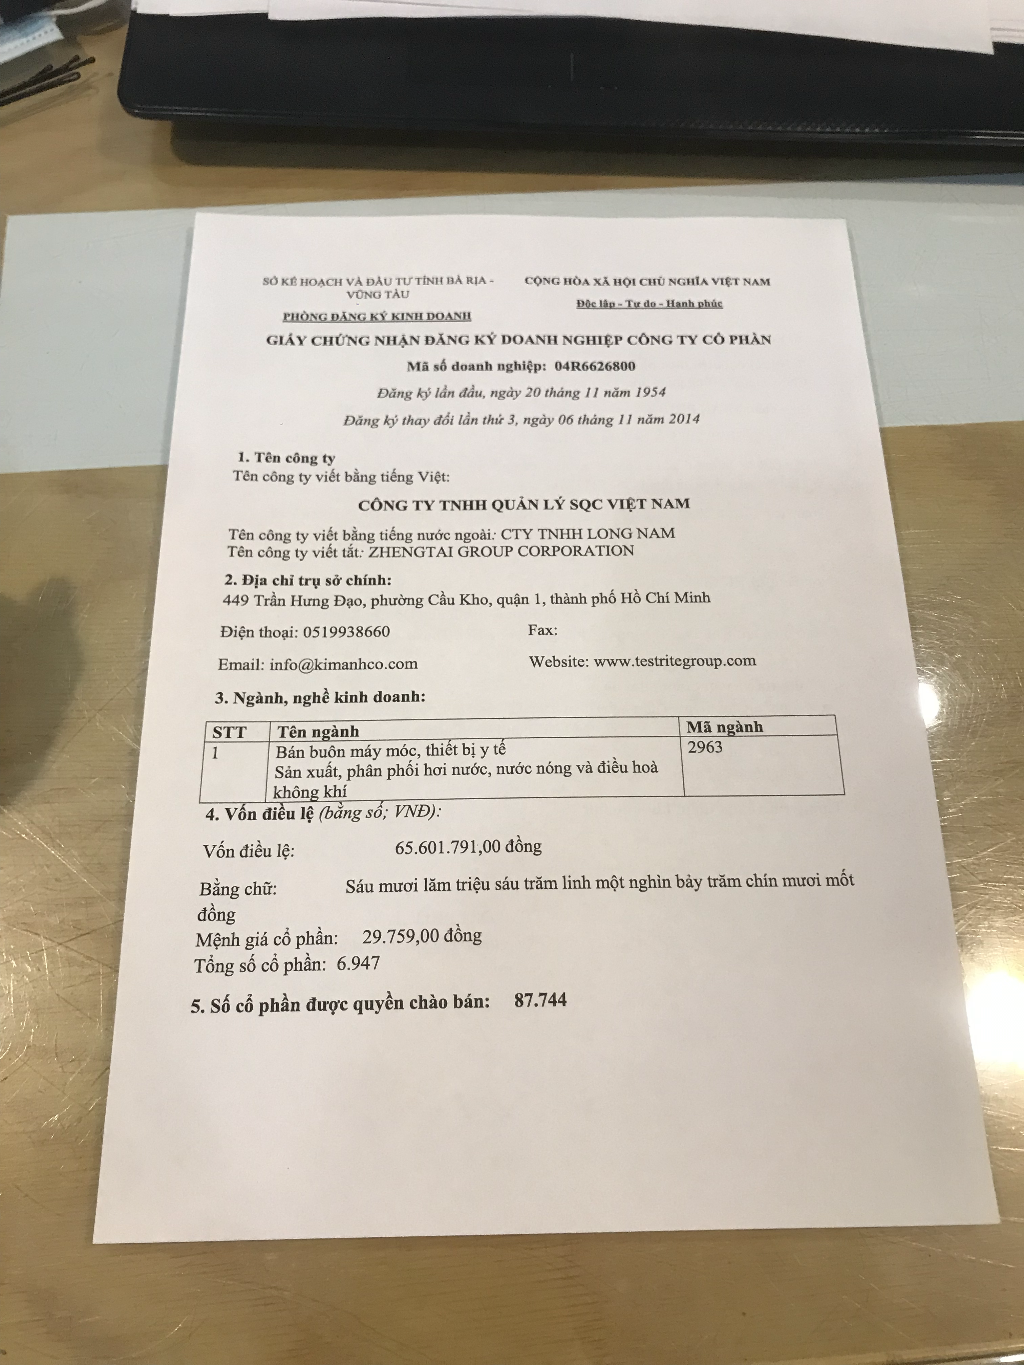 SỞ KẾ HOẠCH VÀ ĐẦU TƯ TỈNH BÀ RỊA -
VŨNG TÀU
PHÒNG ĐĂNG KÝ KINH DOANH
CỘNG HÒA XÃ HỘI CHỦ NGHĨA VIỆT NAM
Độc lập - Tự do - Hạnh phúc
GIẤY CHỨNG NHẬN ĐĂNG KÝ DOANH NGHIỆP CÔNG TY CỔ PHẦN
Mã số doanh nghiệp: 04R6626800
Đăng ký lần đầu, ngày 20 tháng 11 năm 1954
Đăng ký thay đổi lần thứ 3, ngày 06 tháng 11 năm 2014
1. Tên công ty
Tên công ty viết bằng tiếng Việt:
CÔNG TY TNHH QUẢN LÝ SQC VIỆT NAM
Tên công ty viết bằng tiếng nước ngoài: CTY TNHH LONG NAM
Tên công ty viết tắt: ZHENGTAI GROUP CORPORATION
2. Địa chỉ trụ sở chính:
449 Trần Hưng Đạo, phường Cầu Kho, quận 1, thành phố Hồ Chí Minh
Điện thoại: 0519938660 Fax:
Email: info@kimanhco.com Website: www.testritegroup.com
3. Ngành, nghề kinh doanh:
STT Tên ngành Mã ngành
1 Bán buôn máy móc, thiết bị y tế 2963
Sản xuất, phân phối hơi nước, nước nóng và điều hoà
không khí
4. Vốn điều lệ (bằng số; VNĐ):
Vốn điều lệ: 65.601.791,00 đồng
Bằng chữ: Sáu mươi lăm triệu sáu trăm linh một nghìn bảy trăm chín mươi mốt
đồng
Mệnh giá cổ phần: 29.759,00 đồng
Tổng số cổ phần: 6.947
5. Số cổ phần được quyền chào bán: 87.744